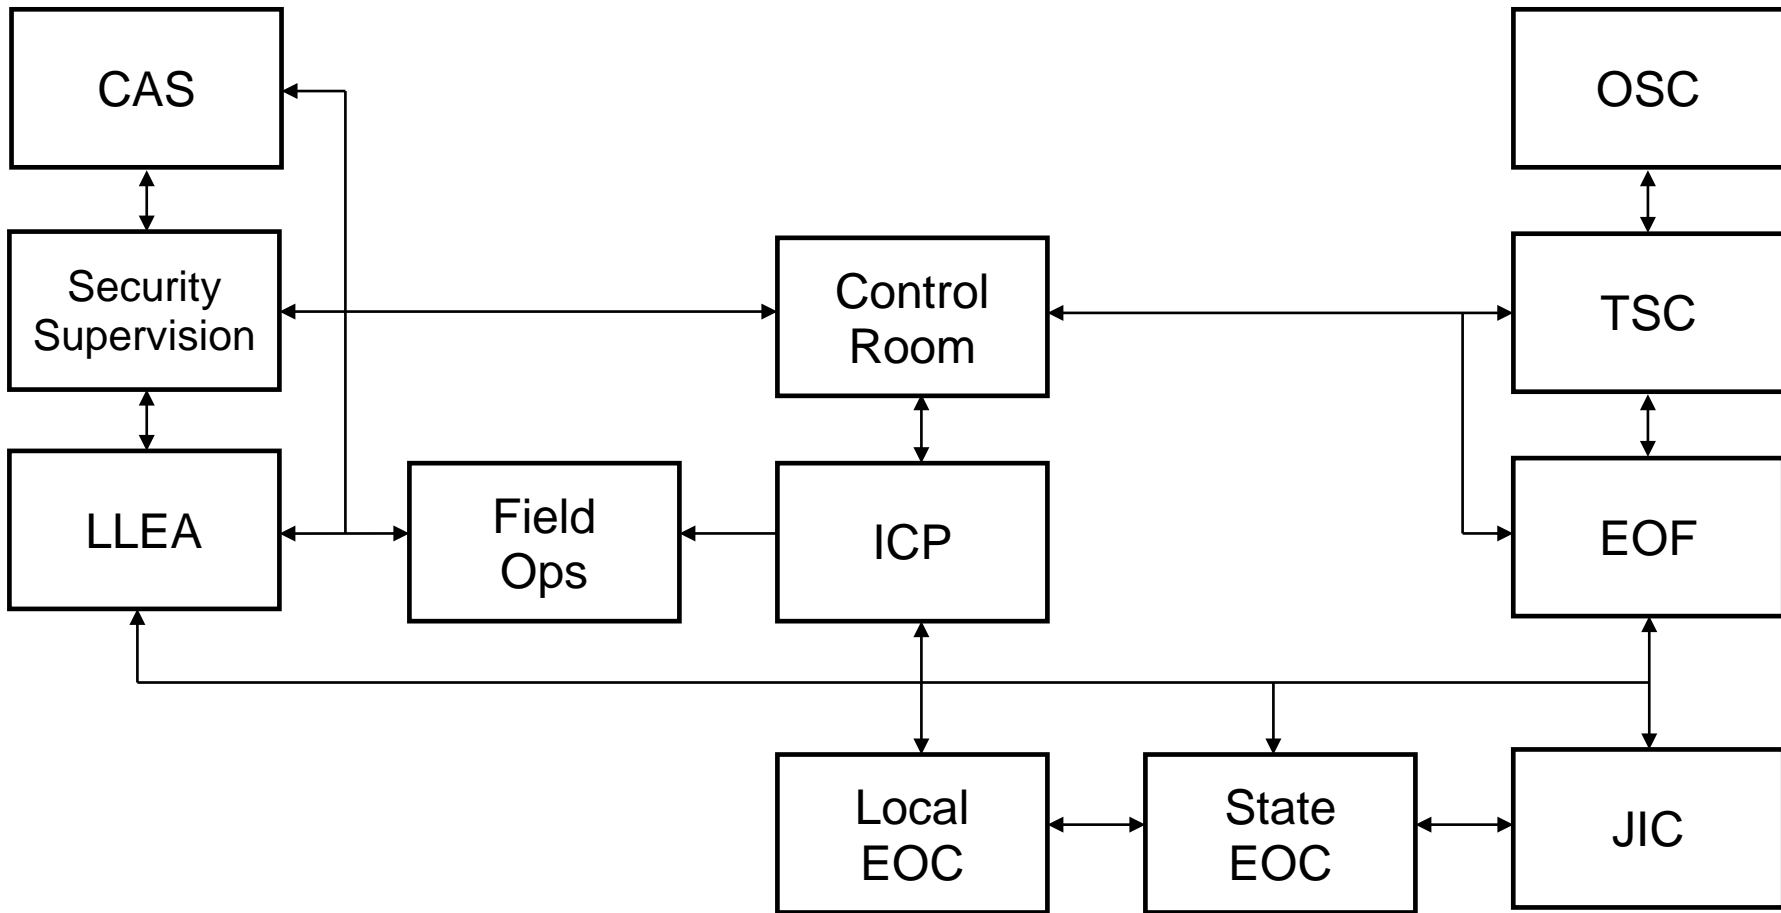 CAS
OSC
Security
Supervision
Control
Room
TSC
LLEA
Field
Ops
ICP
EOF
Local
EOC
State
EOC
JIC